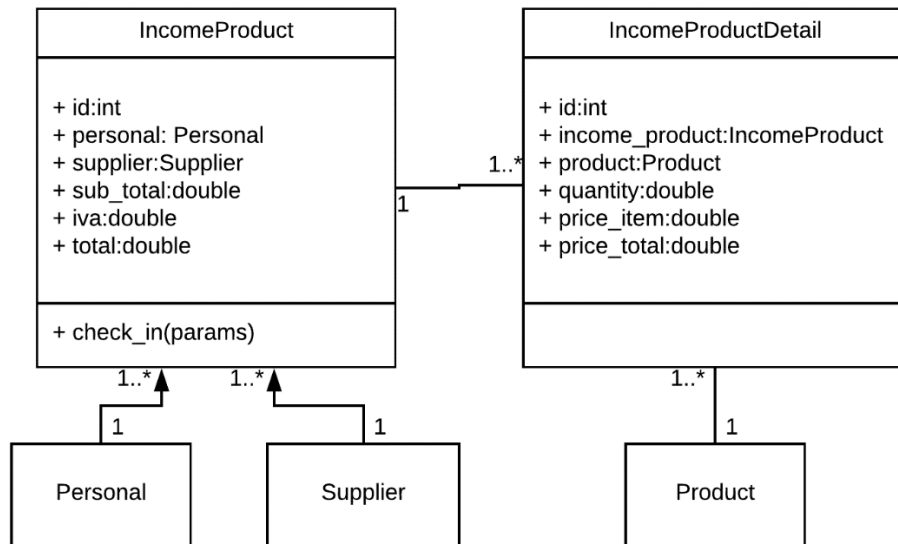 IncomeProduct
+ id:int
+ personal: Personal
+ supplier:Supplier
+ sub_total:double
+ iva:double
+ total:double
+ check_in(params)
IncomeProductDetail
+ id:int
+ income_product:IncomeProduct
+ product:Product
+ quantity:double
+ price_item:double
+ price_total:double
1..*
1
1..*
1..*
1..*
1
1
1
Personal
Supplier
Product